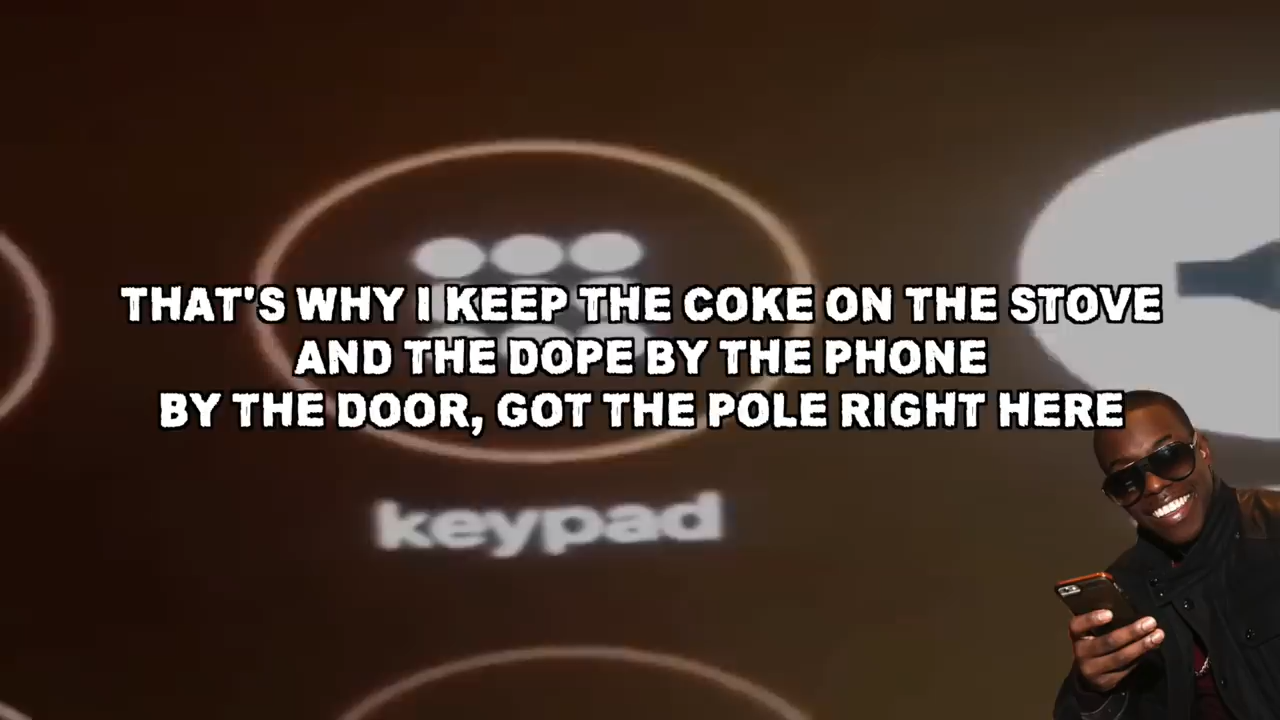 THAT'S WHY I KEEP THE COKE ON THE STOVE
AND THE DOPE BY THE PHONE
BY THE DOOR, GOT THE POLE RIGHT HERE
keypad